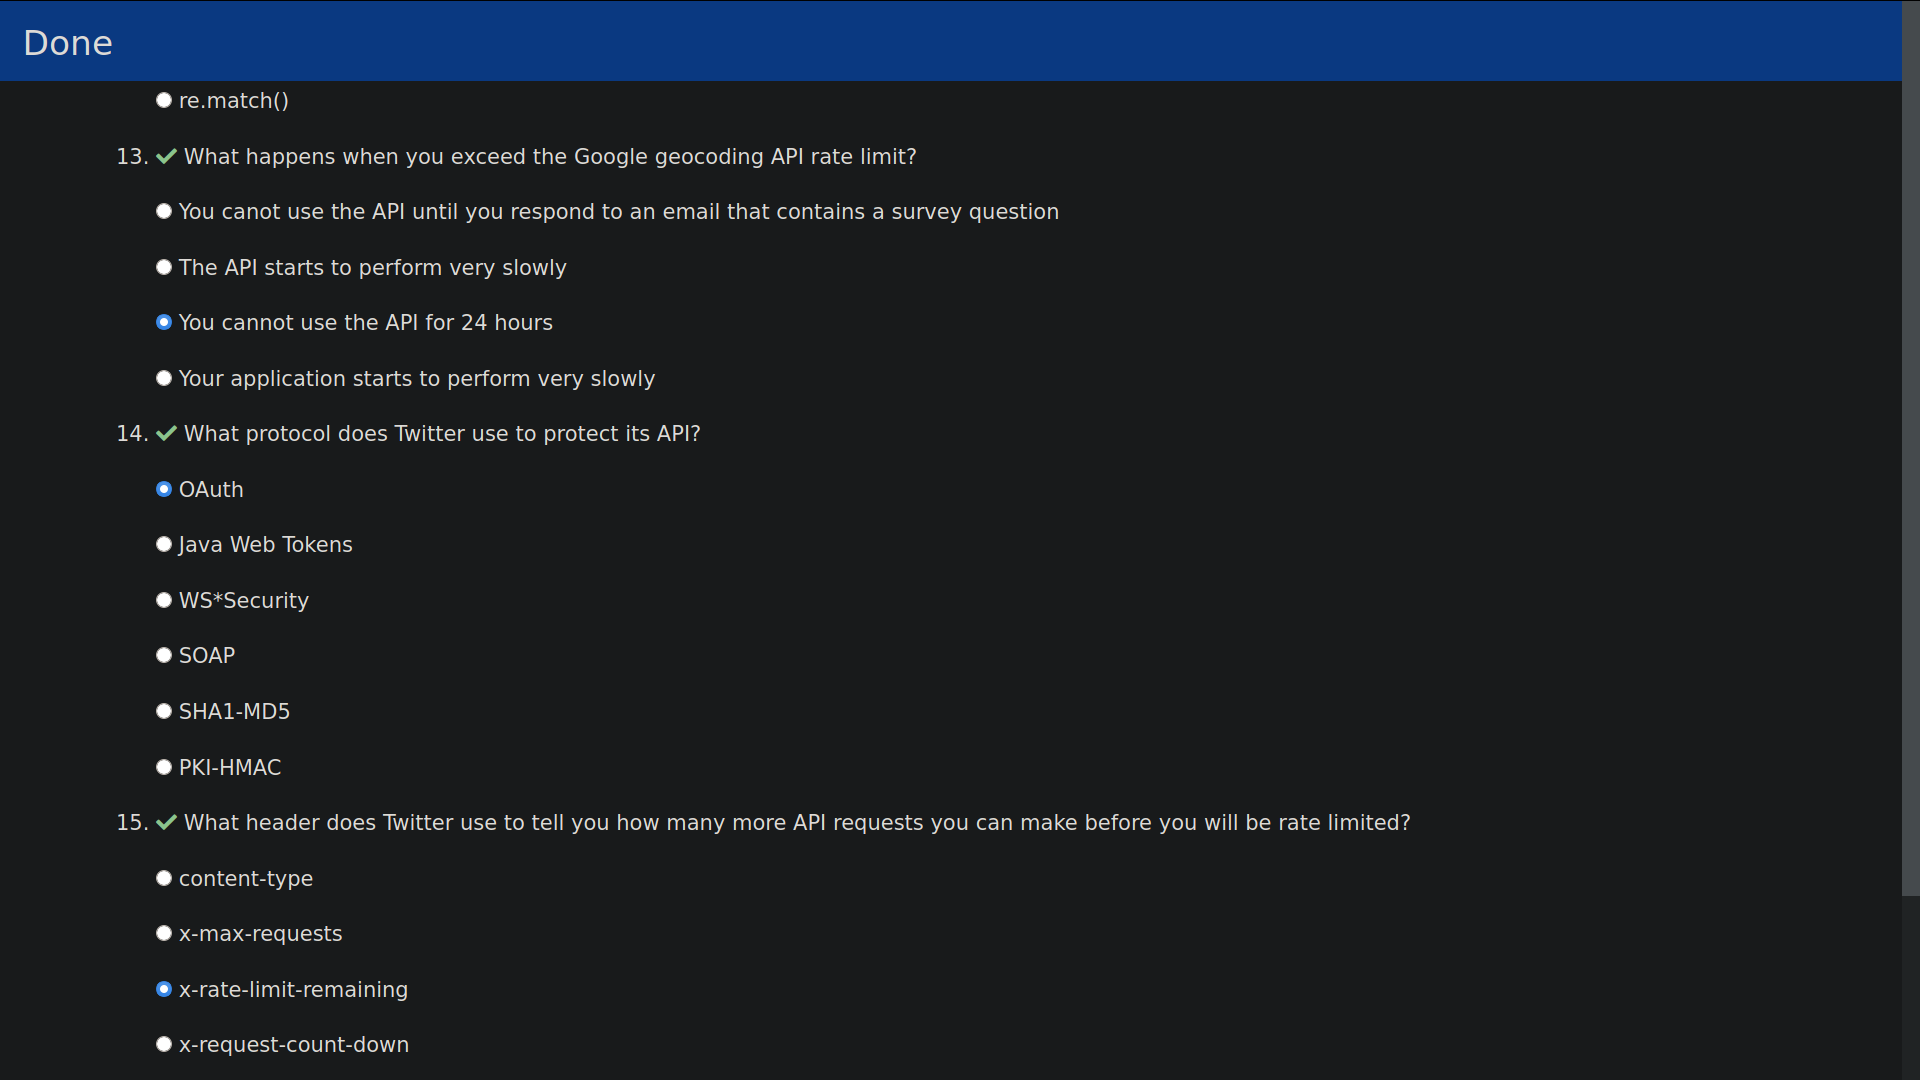 Done
re.match()
13. What happens when you exceed the Google geocoding API rate limit?
You canot use the API until you respond to an email that contains a survey question
The API starts to perform very slowly
You cannot use the API for 24 hours
Your application starts to perform very slowly
14. What protocol does Twitter use to protect its API?
OAuth
Java Web Tokens
WS*Security
SOAP
SHA1-MD5
PKI-HMAC
15. What header does Twitter use to tell you how many more API requests you can make before you will be rate limited?
content-type
x-max-requests
x-rate-limit-remaining
x-request-count-down